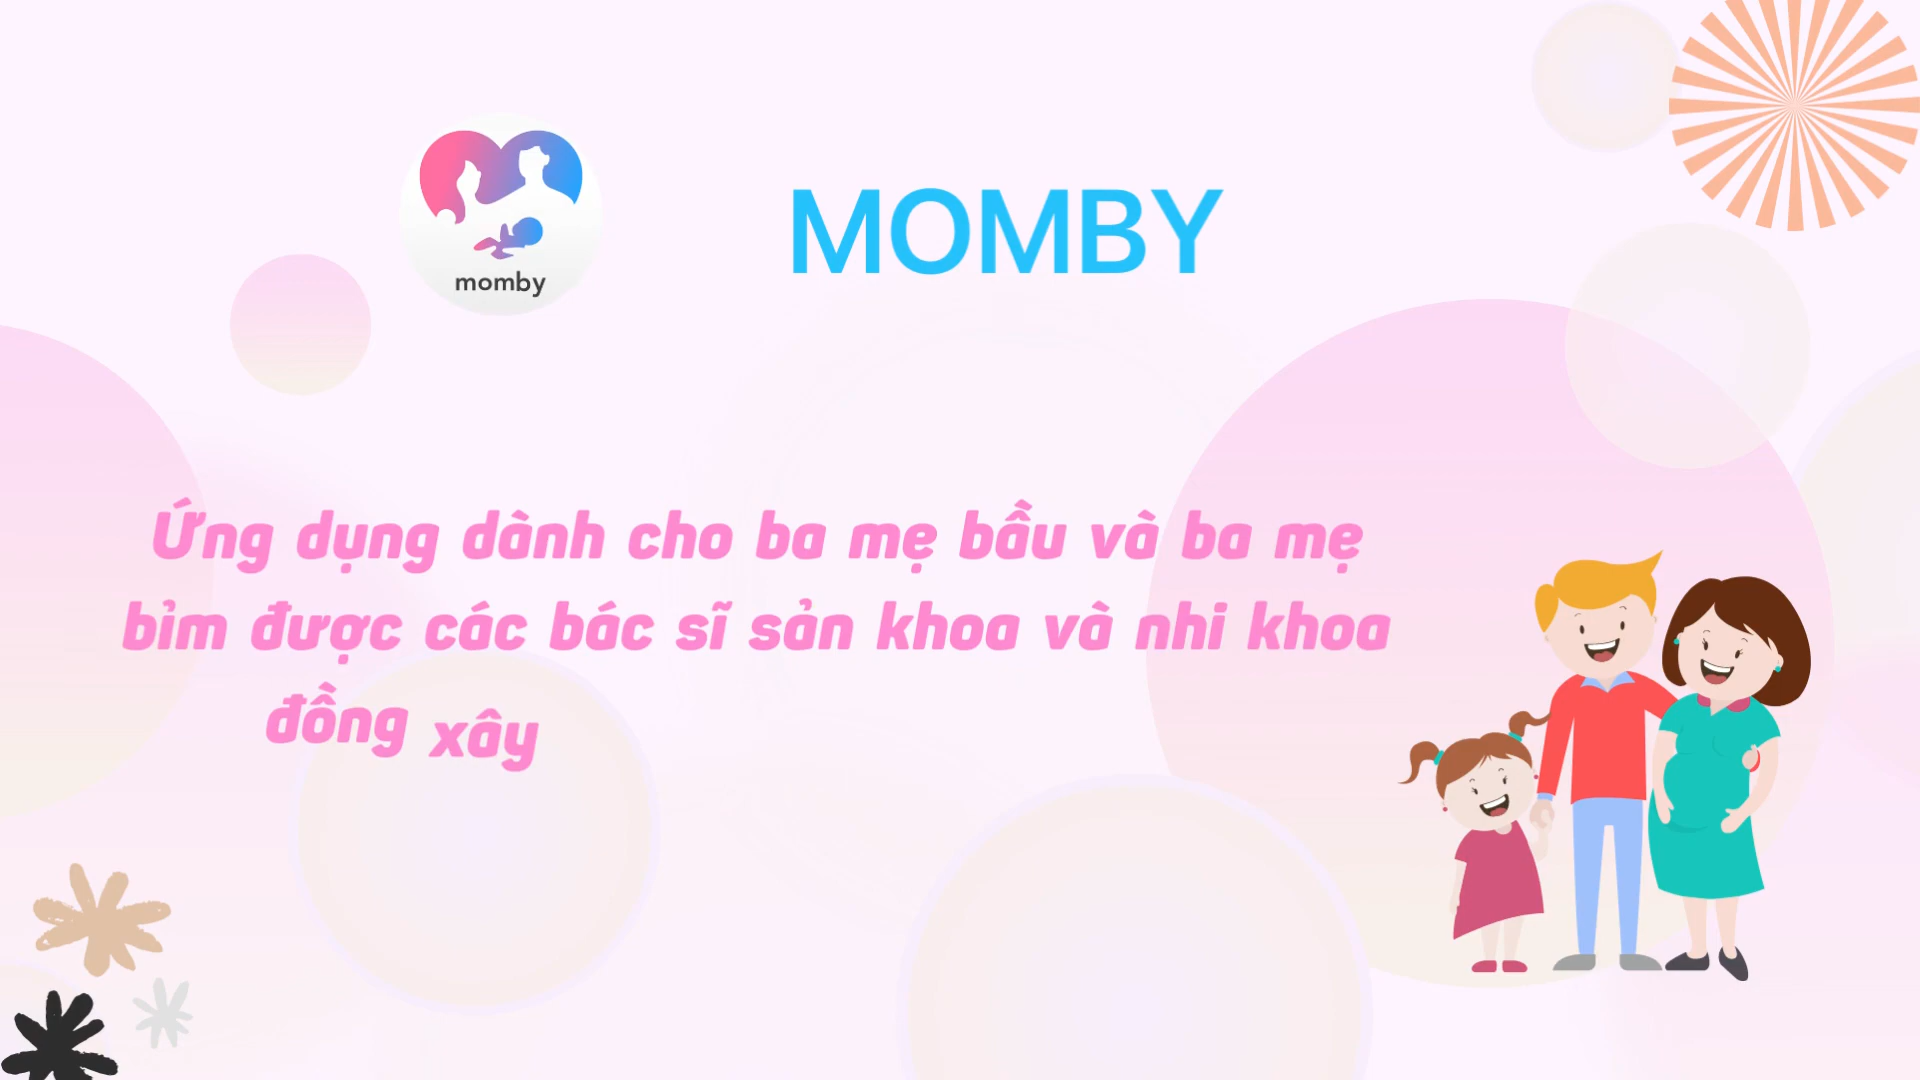 momby
MOMBY
Ứng dụng dành cho ba mẹ bầu và ba mẹ
bỉm được các bác sĩ sản khoa và nhi khoa
đồng xây